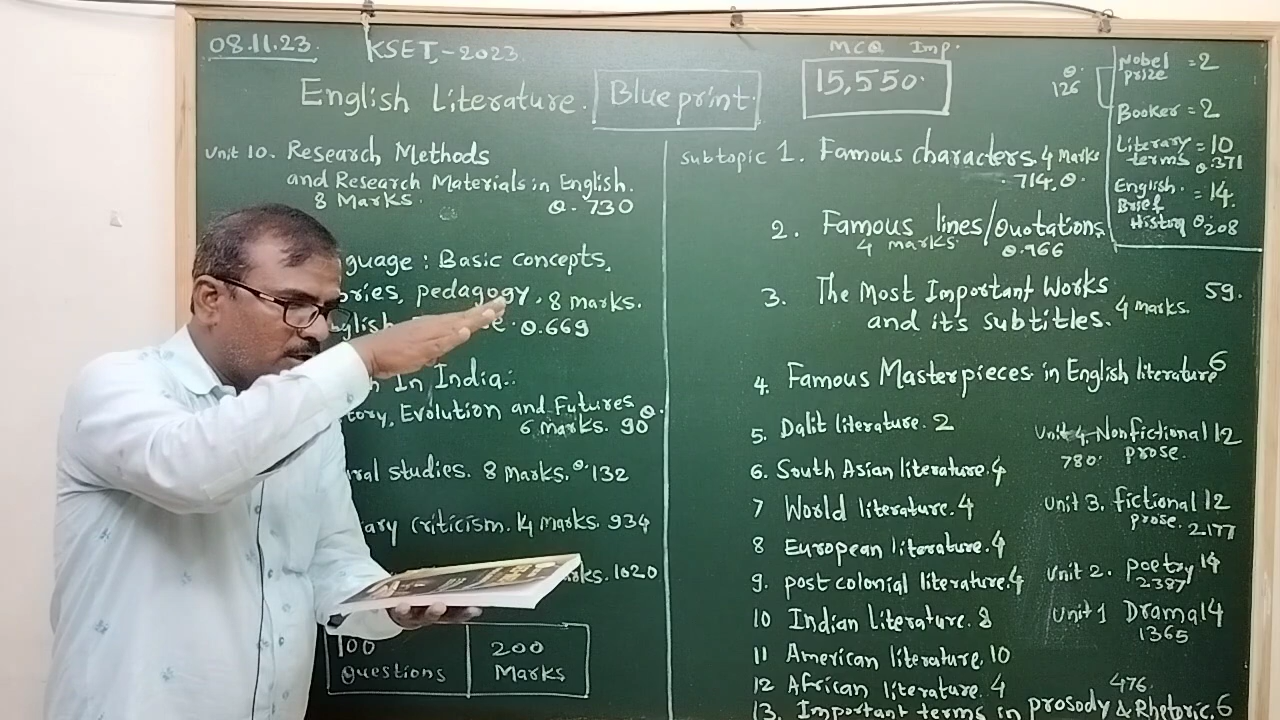 08.11.23.
KSET,-2023.
English Literature. Blue print.
MCQ Imp.
15,550.
Unit 10. Research Methods
and Research Materials in English.
8 Marks. Q. 730
guage: Basic concepts,
ories, pedagogy. 8 marks.
Q. 669
In India:
tory, Evolution and Futures Q.
6 marks. 90
ral studies. 8 Marks. Q. 132
ary criticism. 14 Marks. 934
ks. 1020
100
Questions
200
Marks
subtopic 1. Famous characters. 4 Marks
714, Q.
2. Famous lines/Quotations
4 marks. Q. 966
3. The Most Important Works
and its subtitles. 4 marks. 59.
4. Famous Masterpieces in English literature 6
5. Dalit literature. 2
6. South Asian literature. 4
7 World literature. 4
8 European literature. 4
9. post colonial literature. 4
10 Indian Literature. 8
11 American literature. 10
12 African literature. 4
13. Important terms in prosody & Rhetoric. 6
476.
Q.
126
Nobel prize = 2
Booker = 2
Literary terms = 10
Q. 371
English. Brief History = 14.
Q. 208
Unit 4. Nonfictional 12
780. prose.
Unit 3. fictional 12
prose. 2177
Unit 2. poetry 14
2387
Unit 1 Drama 14
1365